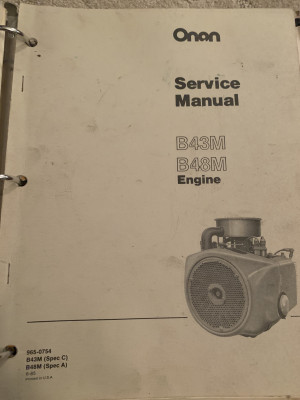 Onan
Service
Manual
B43M
B48M
Engine
965-0754
B43M (Spec C)
B48M (Spec A)
Printed in U.S.A.